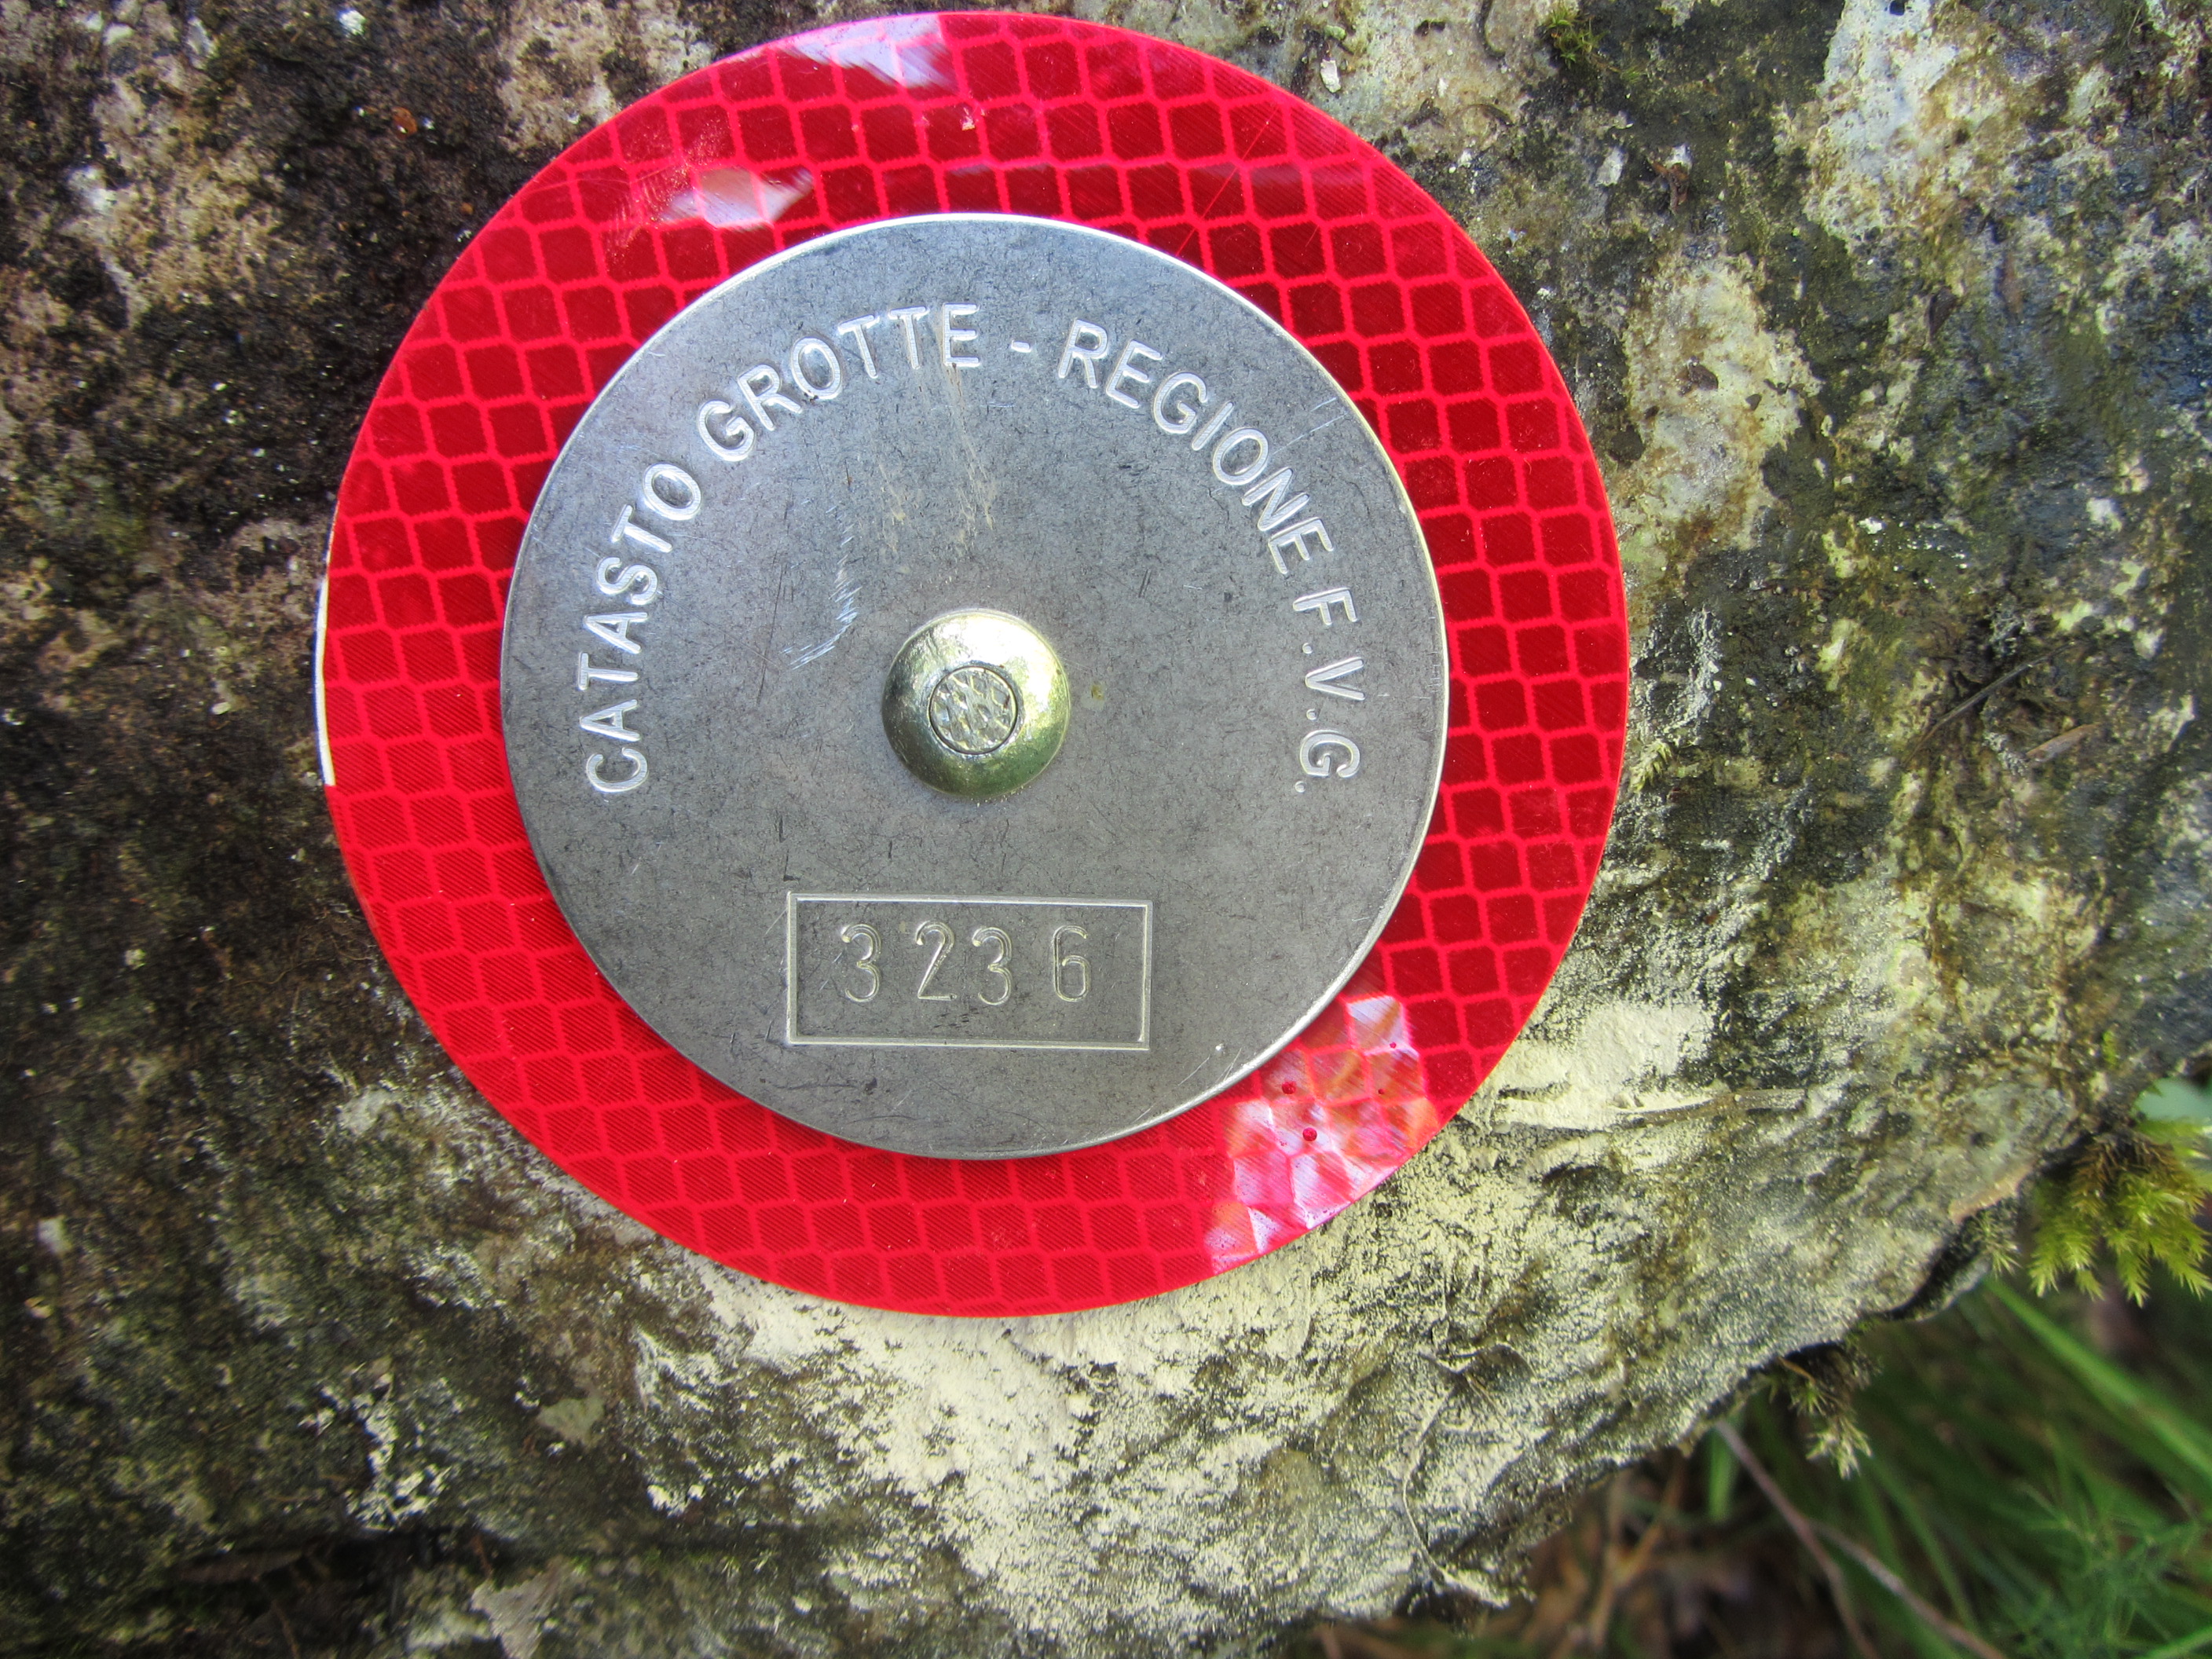 CATASTO GROTTE - REGIONE F.V.G.
3236